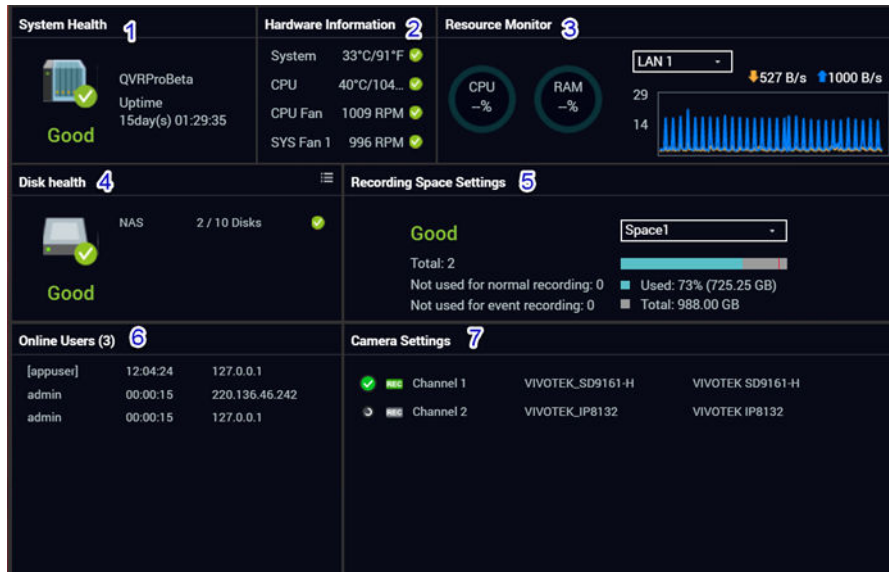 System Health 1
QVRProBeta
Uptime
15day(s) 01:29:35
Good
Hardware Information 2
System 33°C/91°F
CPU 40°C/104...
CPU Fan 1009 RPM
SYS Fan 1 996 RPM
Resource Monitor 3
CPU
--%
RAM
--%
LAN 1
527 B/s 1000 B/s
29
14
Disk health 4
NAS 2 / 10 Disks
Good
Recording Space Settings 5
Good
Total: 2
Not used for normal recording: 0
Not used for event recording: 0
Space1
Used: 73% (725.25 GB)
Total: 988.00 GB
Online Users (3) 6
[appuser] 12:04:24 127.0.0.1
admin 00:00:15 220.136.46.242
admin 00:00:15 127.0.0.1
Camera Settings 7
REC Channel 1 VIVOTEK_SD9161-H VIVOTEK SD9161-H
REC Channel 2 VIVOTEK_IP8132 VIVOTEK IP8132